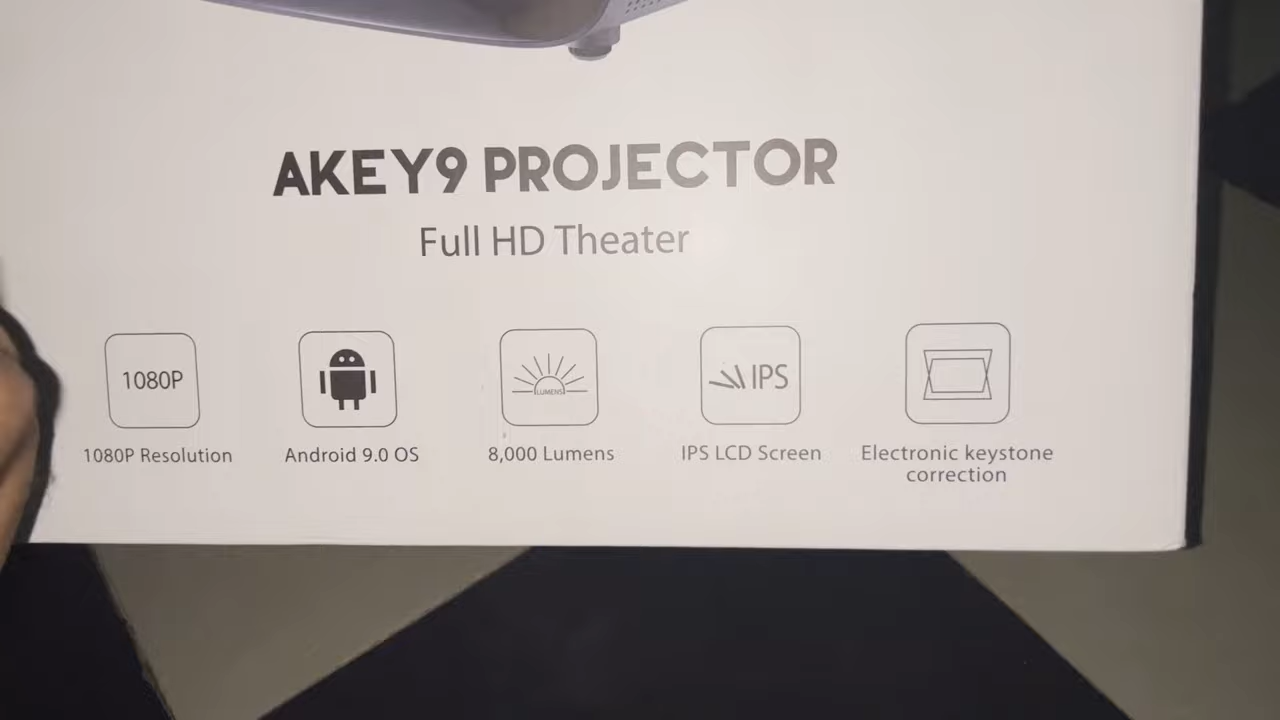 AKEY9 PROJECTOR
Full HD Theater
1080P
LUMENS
IPS
1080P Resolution
Android 9.0 OS
8,000 Lumens
IPS LCD Screen
Electronic keystone
correction